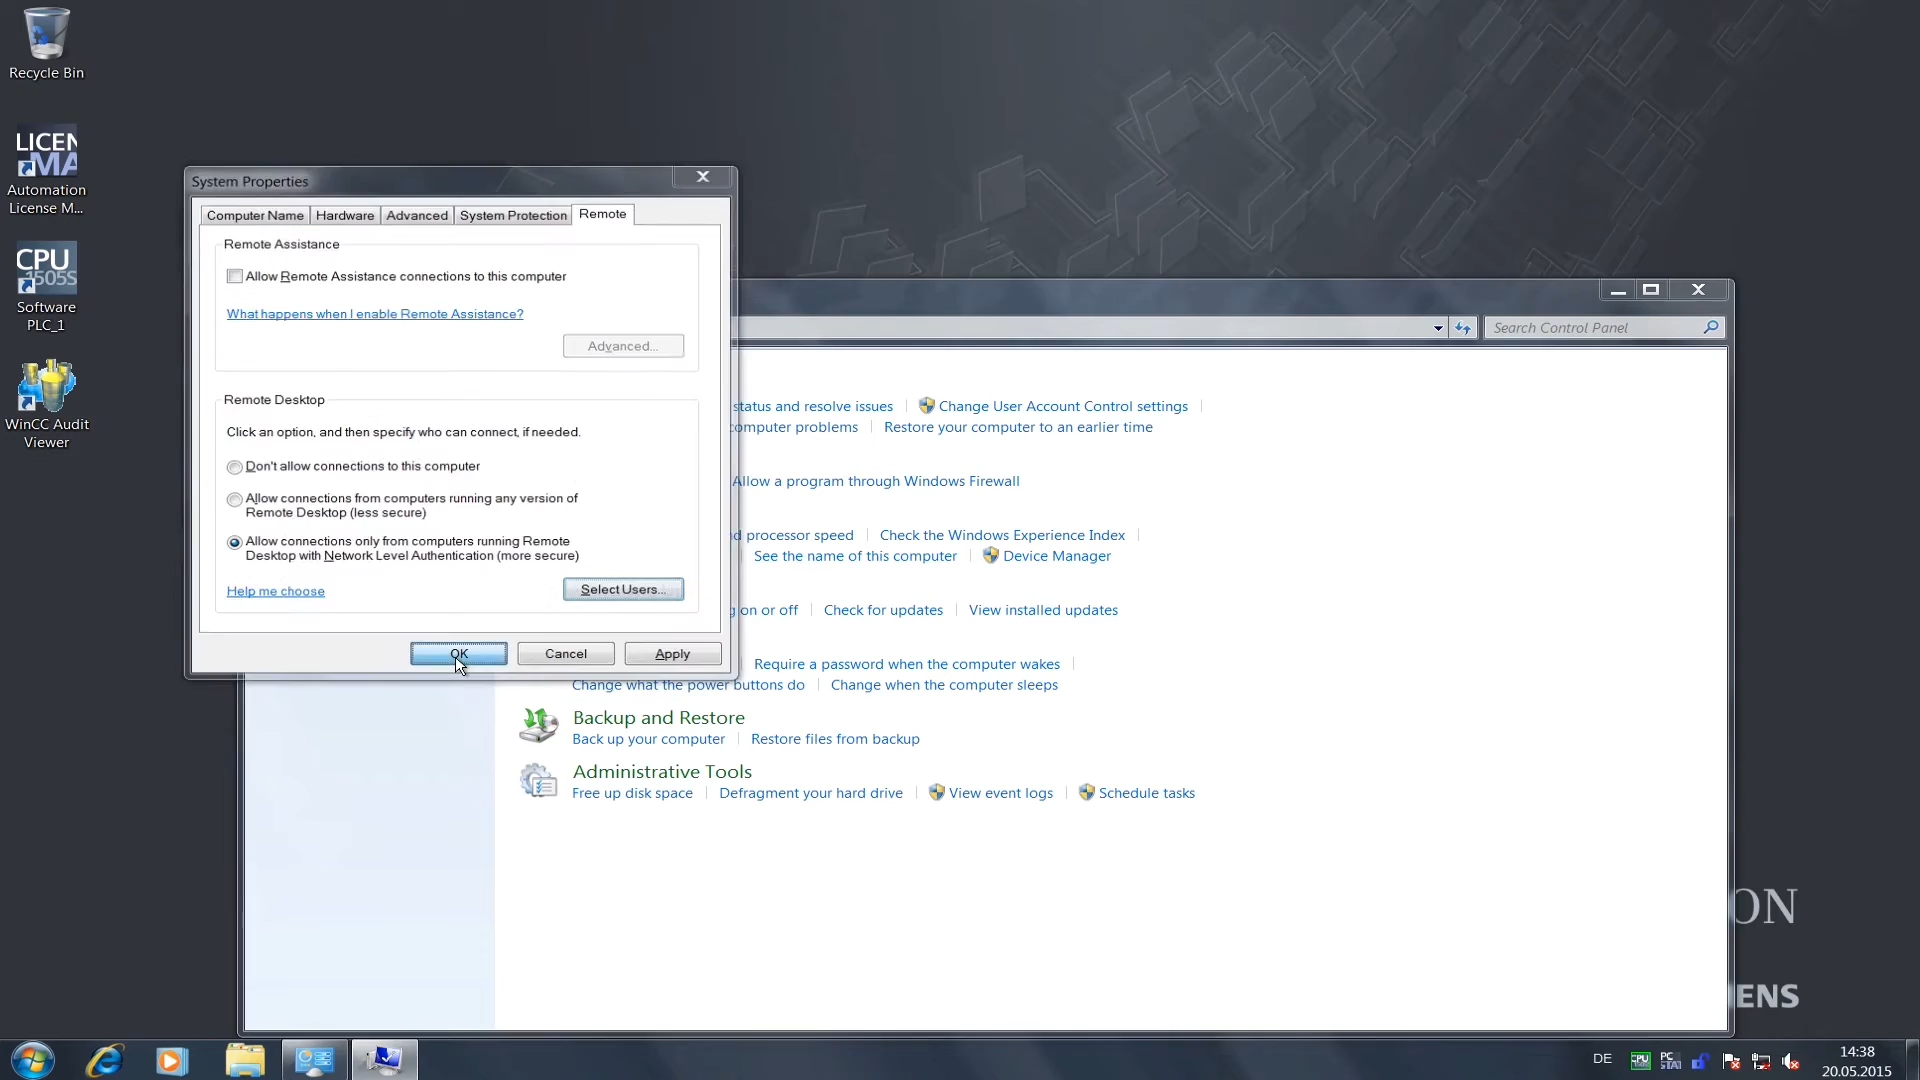 Recycle Bin
LICEN
MA
Automation
License M...
CPU
1505S
Software
PLC_1
WinCC Audit
Viewer
System Properties
Computer Name
Hardware
Advanced
System Protection
Remote
Remote Assistance
Allow Remote Assistance connections to this computer
What happens when I enable Remote Assistance?
Advanced...
Remote Desktop
Click an option, and then specify who can connect, if needed.
Don't allow connections to this computer
Allow connections from computers running any version of
Remote Desktop (less secure)
Allow connections only from computers running Remote
Desktop with Network Level Authentication (more secure)
Help me choose
Select Users...
OK
Cancel
Apply
Search Control Panel
status and resolve issues
Change User Account Control settings
computer problems
Restore your computer to an earlier time
Allow a program through Windows Firewall
d processor speed
Check the Windows Experience Index
See the name of this computer
Device Manager
g on or off
Check for updates
View installed updates
Require a password when the computer wakes
Change what the power buttons do
Change when the computer sleeps
Backup and Restore
Back up your computer
Restore files from backup
Administrative Tools
Free up disk space
Defragment your hard drive
View event logs
Schedule tasks
ON
ENS
DE
CPU
PC
14:38
20.05.2015